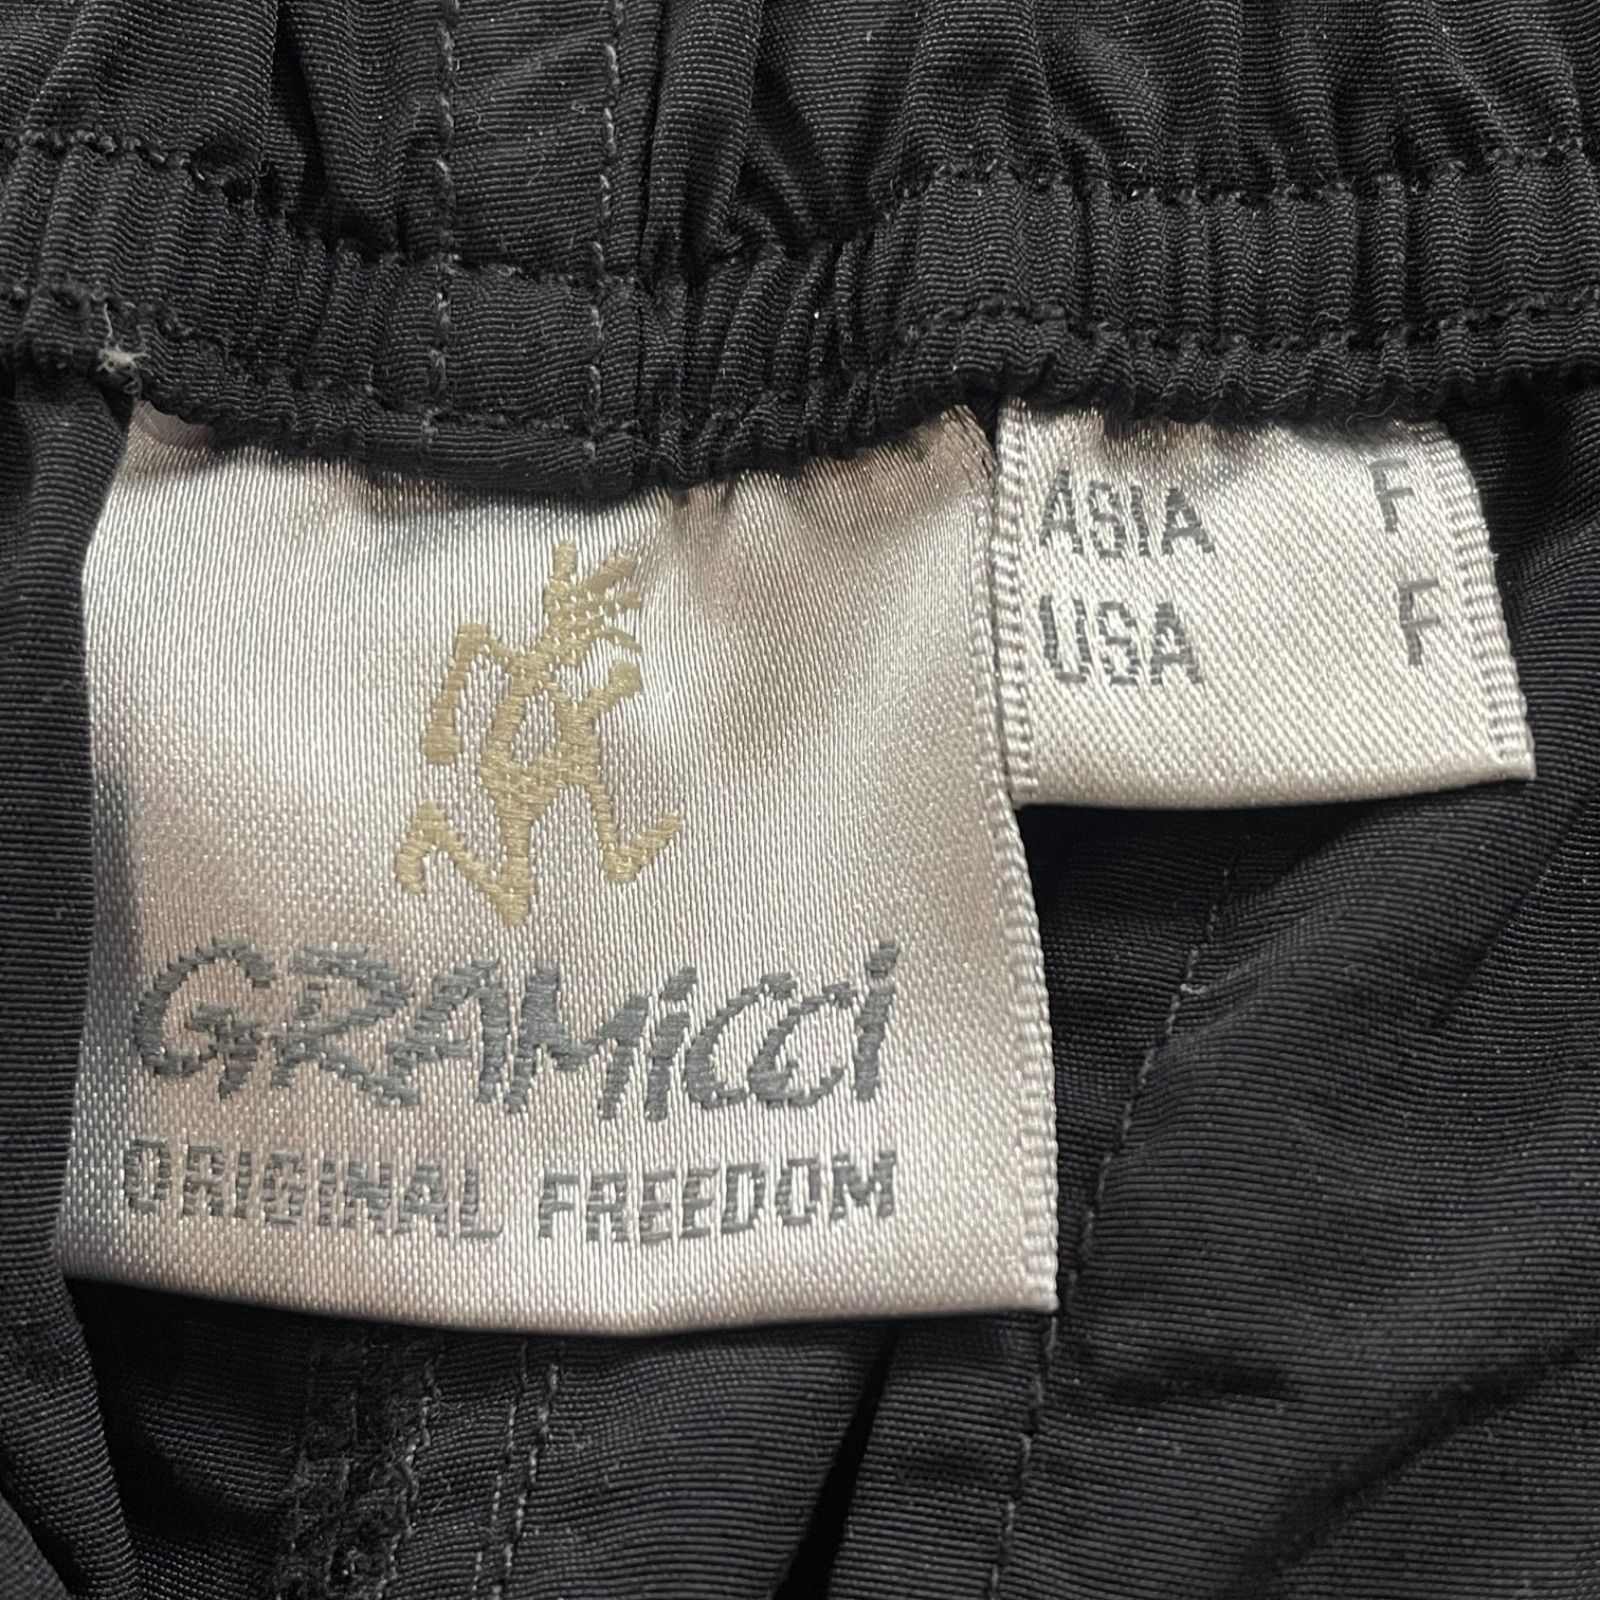 GRAMiCCi
ORIGINAL FREEDOM
ASIA F
USA F